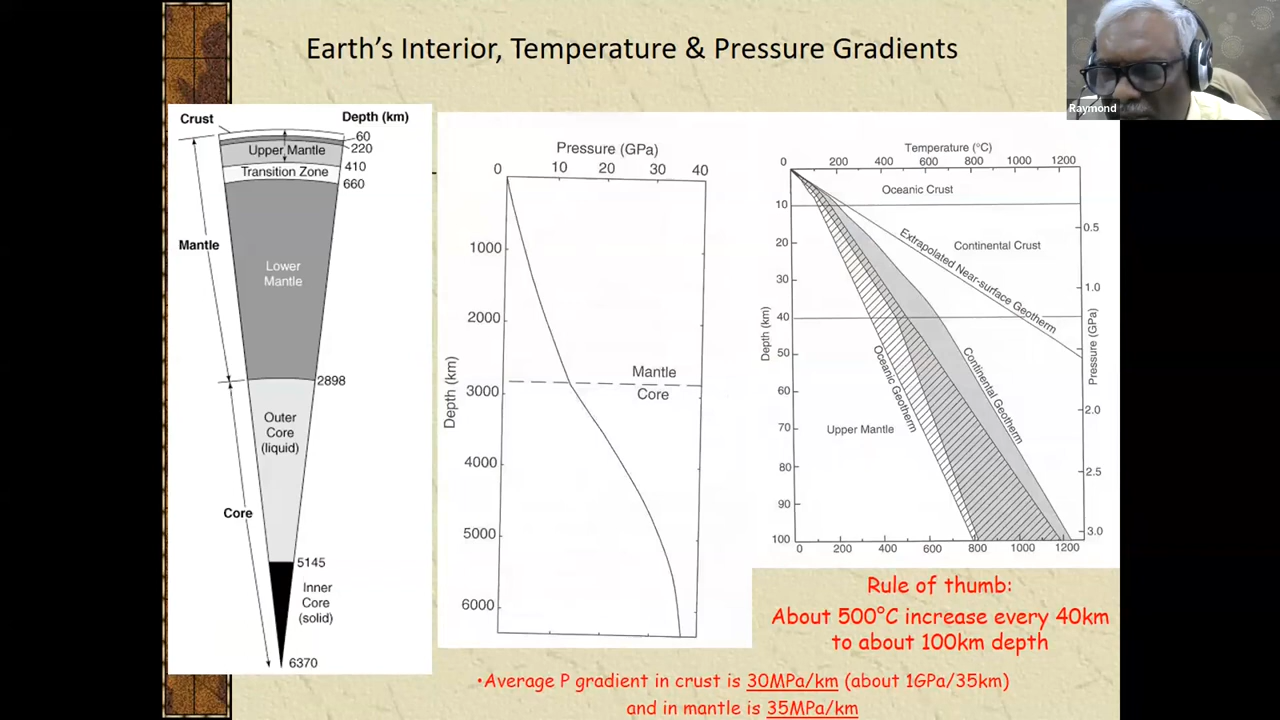 Earth's Interior, Temperature & Pressure Gradients
Raymond
Crust
Depth (km)
60
220
Upper Mantle
410
Transition Zone
660
Mantle
Lower
Mantle
2898
Outer
Core
(liquid)
Core
5145
Inner
Core
(solid)
6370
Pressure (GPa)
0 10 20 30 40
1000
2000
3000
4000
5000
6000
Depth (km)
Mantle
Core
Temperature (°C)
0 200 400 600 800 1000 1200
Oceanic Crust
Continental Crust
Extrapolated Near-surface Geotherm
Oceanic Geotherm
Continental Geotherm
Upper Mantle
10
20
30
40
50
60
70
80
90
100
Depth (km)
0.5
1.0
2.0
2.5
3.0
Pressure (GPa)
0 200 400 600 800 1000 1200
Rule of thumb:
About 500°C increase every 40km
to about 100km depth
•Average P gradient in crust is 30MPa/km (about 1GPa/35km)
and in mantle is 35MPa/km